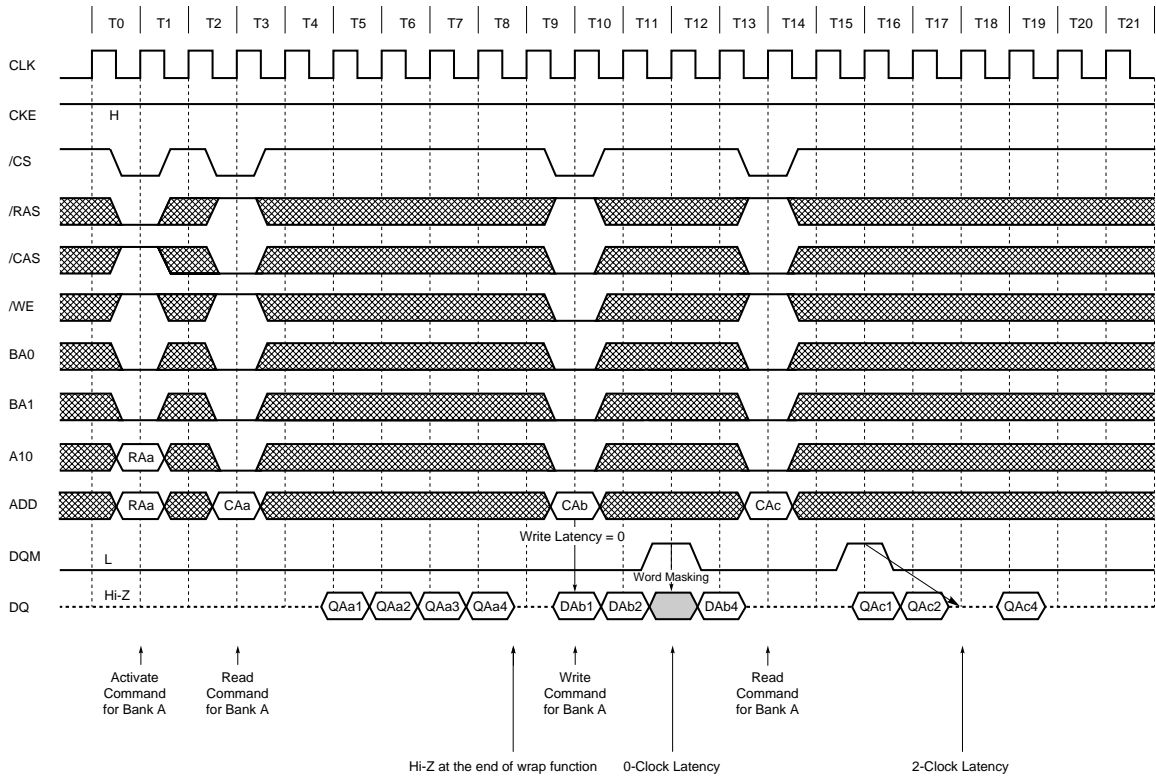 T0 T1 T2 T3 T4 T5 T6 T7 T8 T9 T10 T11 T12 T13 T14 T15 T16 T17 T18 T19 T20 T21
CLK
CKE H
/CS
/RAS
/CAS
/WE
BA0
BA1
A10 RAa
ADD RAa CAa CAb CAc
Write Latency = 0
DQM L
Word Masking
DQ Hi-Z QAa1 QAa2 QAa3 QAa4 DAb1 DAb2 DAb4 QAc1 QAc2 QAc4
Activate Read Write Read
Command Command Command Command
for Bank A for Bank A for Bank A for Bank A
Hi-Z at the end of wrap function 0-Clock Latency 2-Clock Latency